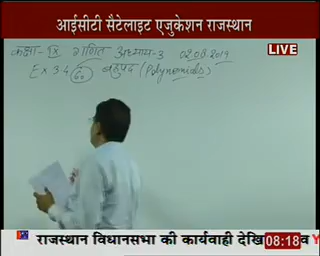 आईसीटी सैटेलाइट एजुकेशन राजस्थान
LIVE
कक्षा-IX गणित अध्याय-3 02.08.2019
Ex 3.4 बहुपद (Polynomials)
राजस्थान विधानसभा की कार्यवाही देखि व Y
08:18